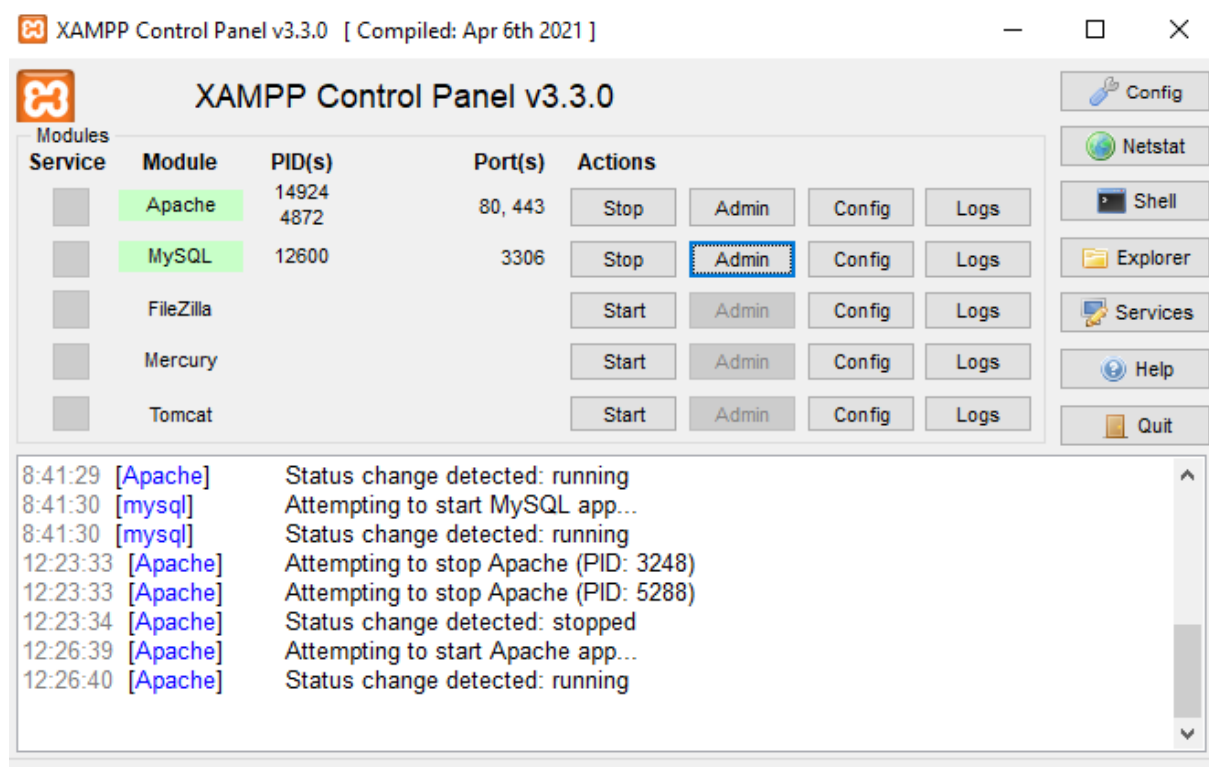 XAMPP Control Panel v3.3.0 [ Compiled: Apr 6th 2021 ]
XAMPP Control Panel v3.3.0
Config
Modules
Netstat
Service Module PID(s) Port(s) Actions
Apache 14924 4872 80, 443 Stop Admin Config Logs
Shell
MySQL 12600 3306 Stop Admin Config Logs
Explorer
FileZilla Start Admin Config Logs
Services
Mercury Start Admin Config Logs
Help
Tomcat Start Admin Config Logs
Quit
8:41:29 [Apache] Status change detected: running
8:41:30 [mysql] Attempting to start MySQL app...
8:41:30 [mysql] Status change detected: running
12:23:33 [Apache] Attempting to stop Apache (PID: 3248)
12:23:33 [Apache] Attempting to stop Apache (PID: 5288)
12:23:34 [Apache] Status change detected: stopped
12:26:39 [Apache] Attempting to start Apache app...
12:26:40 [Apache] Status change detected: running